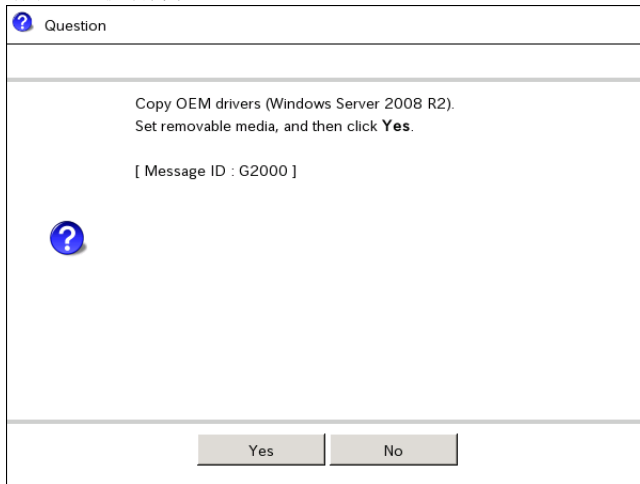 Question
Copy OEM drivers (Windows Server 2008 R2).
Set removable media, and then click Yes.
[ Message ID : G2000 ]
Yes
No